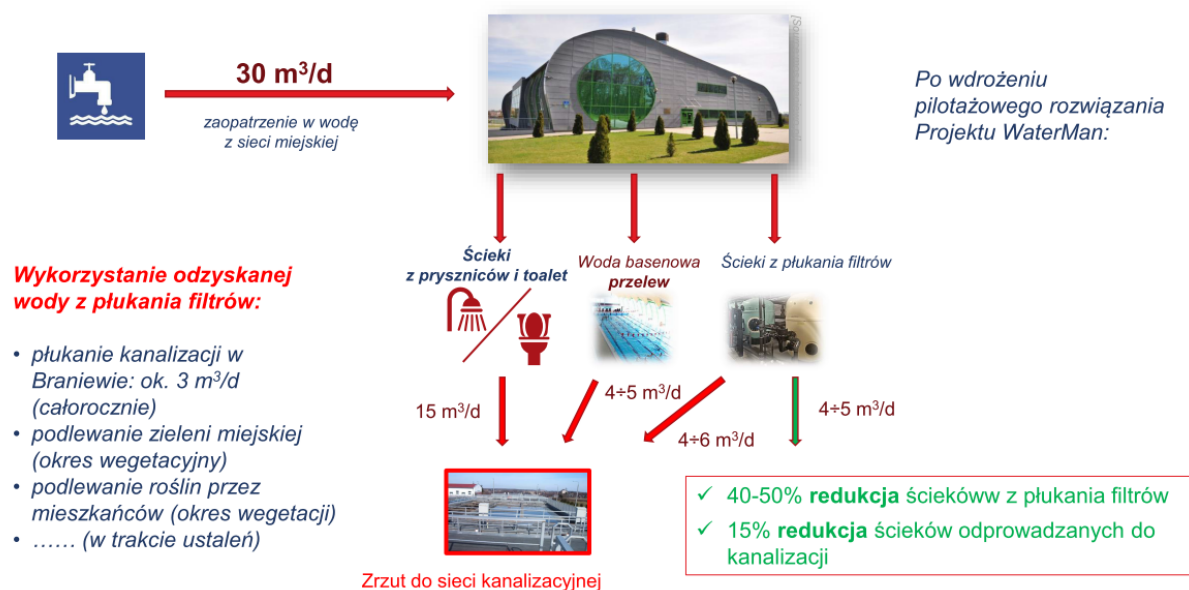 30 m³/d
zaopatrzenie w wodę
z sieci miejskiej
Po wdrożeniu
pilotażowego rozwiązania
Projektu WaterMan:
Ścieki
z pryszniców i toalet
Woda basenowa
przelew
Ścieki z płukania filtrów
Wykorzystanie odzyskanej
wody z płukania filtrów:
• płukanie kanalizacji w
Braniewie: ok. 3 m³/d
(całorocznie)
• podlewanie zieleni miejskiej
(okres wegetacyjny)
• podlewanie roślin przez
mieszkańców (okres wegetacji)
• …… (w trakcie ustaleń)
15 m³/d
4÷5 m³/d
4÷6 m³/d
4÷5 m³/d
✓ 40-50% redukcja ściekóww z płukania filtrów
✓ 15% redukcja ścieków odprowadzanych do
kanalizacji
Zrzut do sieci kanalizacyjnej